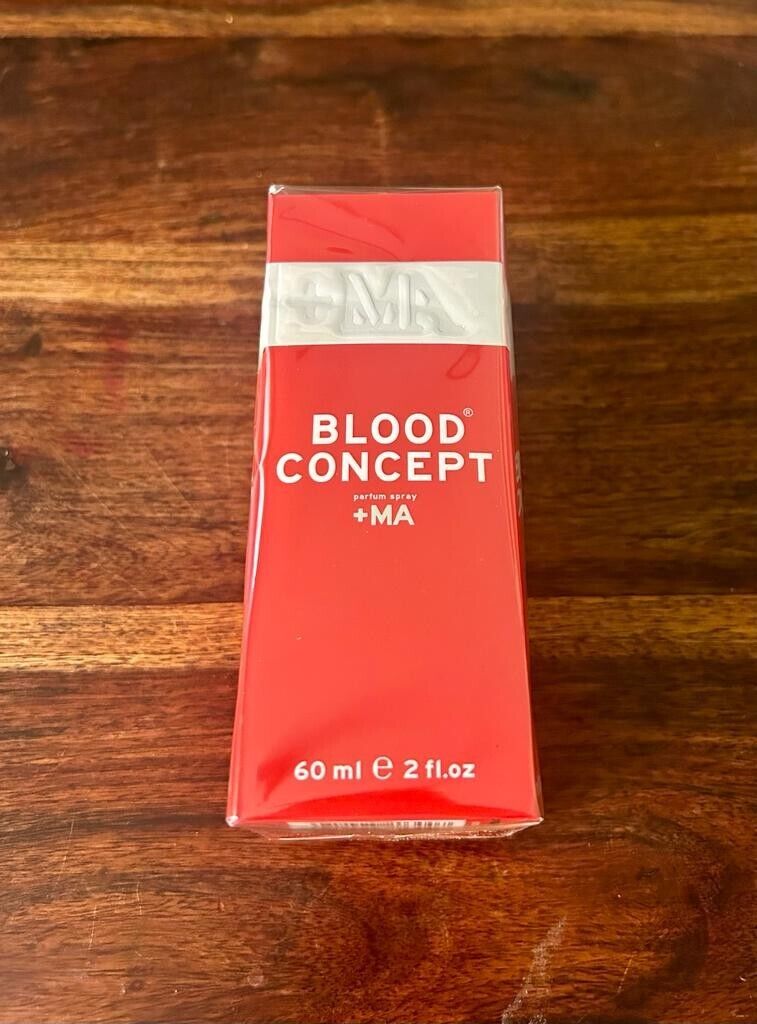 +MA
BLOOD®
CONCEPT
parfum spray
+MA
60 ml ℮ 2 fl.oz